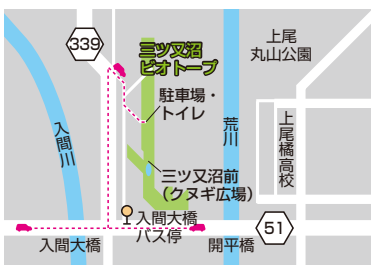 339
三ツ又沼
ビオトープ
上尾
丸山公園
駐車場・
トイレ
荒川
入間川
上尾橘高校
三ツ又沼前
(クヌギ広場)
入間大橋
バス停
51
入間大橋
開平橋